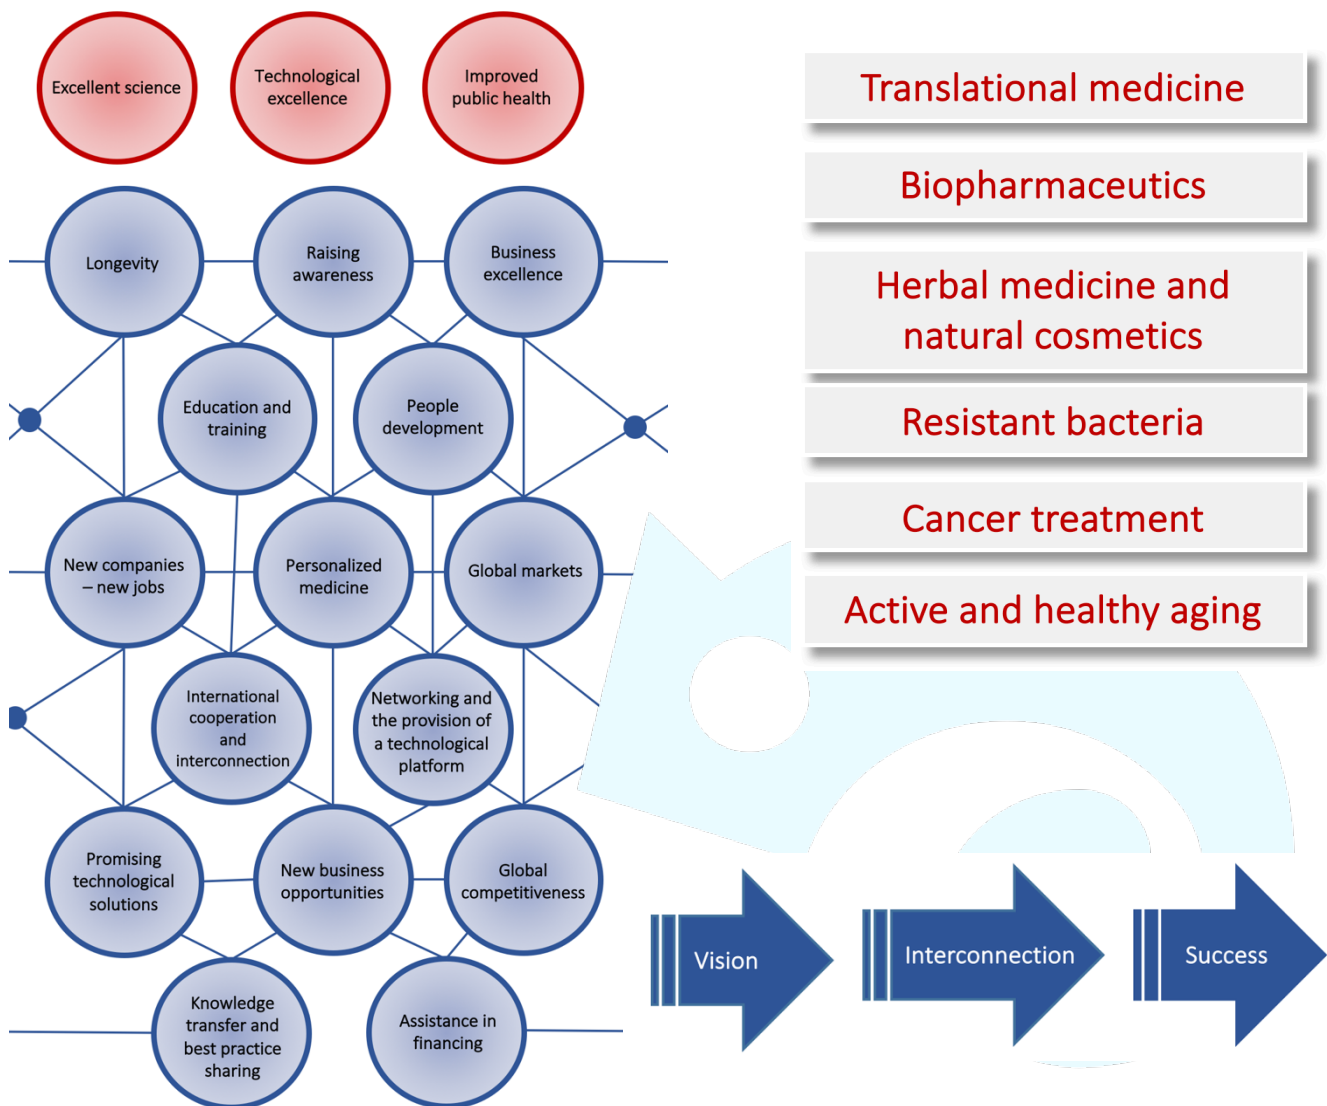 Excellent science
Technological
excellence
Improved
public health
Longevity
Raising
awareness
Business
excellence
Education and
training
People
development
New companies
– new jobs
Personalized
medicine
Global markets
International
cooperation
and
interconnection
Networking and
the provision of
a technological
platform
Promising
technological
solutions
New business
opportunities
Global
competitiveness
Knowledge
transfer and
best practice
sharing
Assistance in
financing
Translational medicine
Biopharmaceutics
Herbal medicine and
natural cosmetics
Resistant bacteria
Cancer treatment
Active and healthy aging
Vision
Interconnection
Success